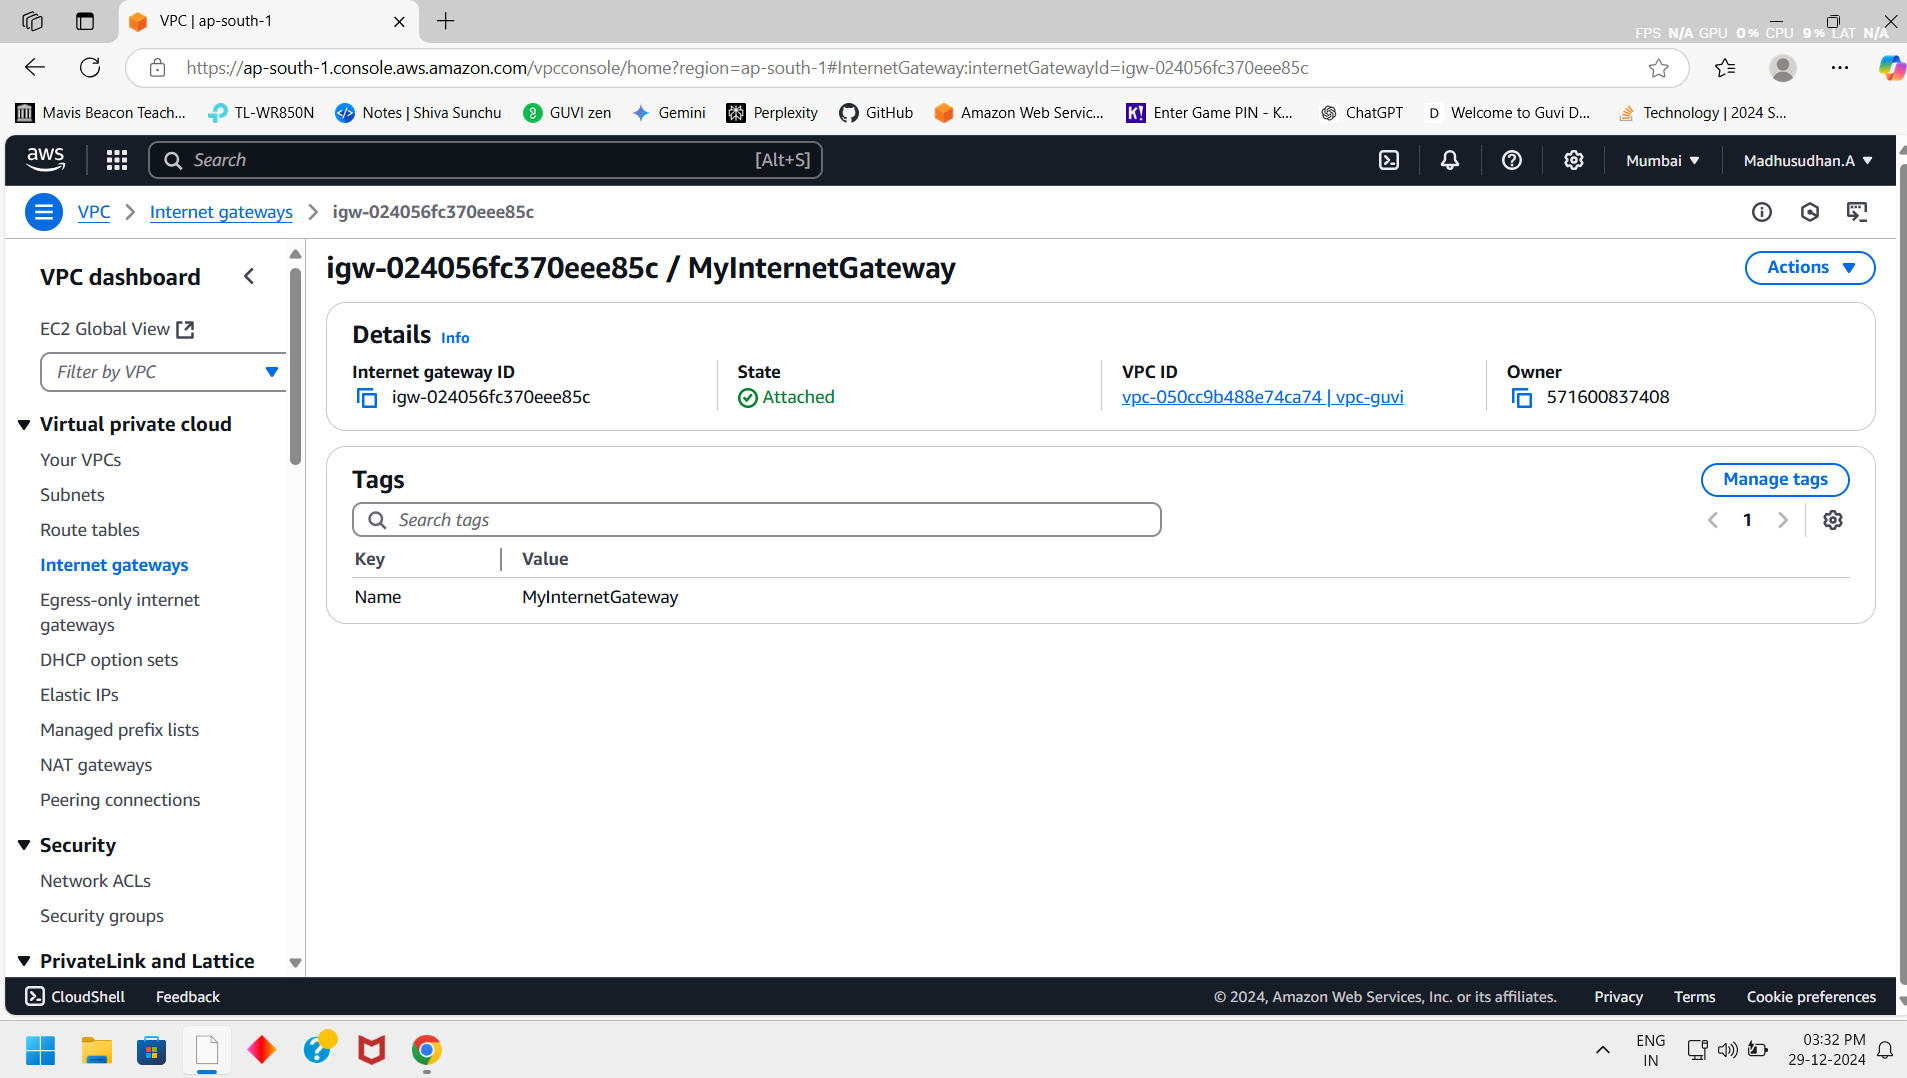 VPC | ap-south-1
FPS N/A GPU 0% CPU 9% LAT N/A
https://ap-south-1.console.aws.amazon.com/vpcconsole/home?region=ap-south-1#InternetGateway:internetGatewayId=igw-024056fc370eee85c
Mavis Beacon Teach... TL-WR850N Notes | Shiva Sunchu GUVI zen Gemini Perplexity GitHub Amazon Web Servic... K! Enter Game PIN - K... ChatGPT D Welcome to Guvi D... Technology | 2024 S...
aws Search [Alt+S] Mumbai Madhusudhan.A
VPC Internet gateways igw-024056fc370eee85c
VPC dashboard
EC2 Global View
Filter by VPC
Virtual private cloud
Your VPCs
Subnets
Route tables
Internet gateways
Egress-only internet
gateways
DHCP option sets
Elastic IPs
Managed prefix lists
NAT gateways
Peering connections
Security
Network ACLs
Security groups
PrivateLink and Lattice
igw-024056fc370eee85c / MyInternetGateway
Actions
Details Info
Internet gateway ID
igw-024056fc370eee85c
State
Attached
VPC ID
vpc-050cc9b488e74ca74 | vpc-guvi
Owner
571600837408
Tags
Manage tags
Search tags
1
Key Value
Name MyInternetGateway
CloudShell Feedback © 2024, Amazon Web Services, Inc. or its affiliates. Privacy Terms Cookie preferences
ENG
IN
03:32 PM
29-12-2024